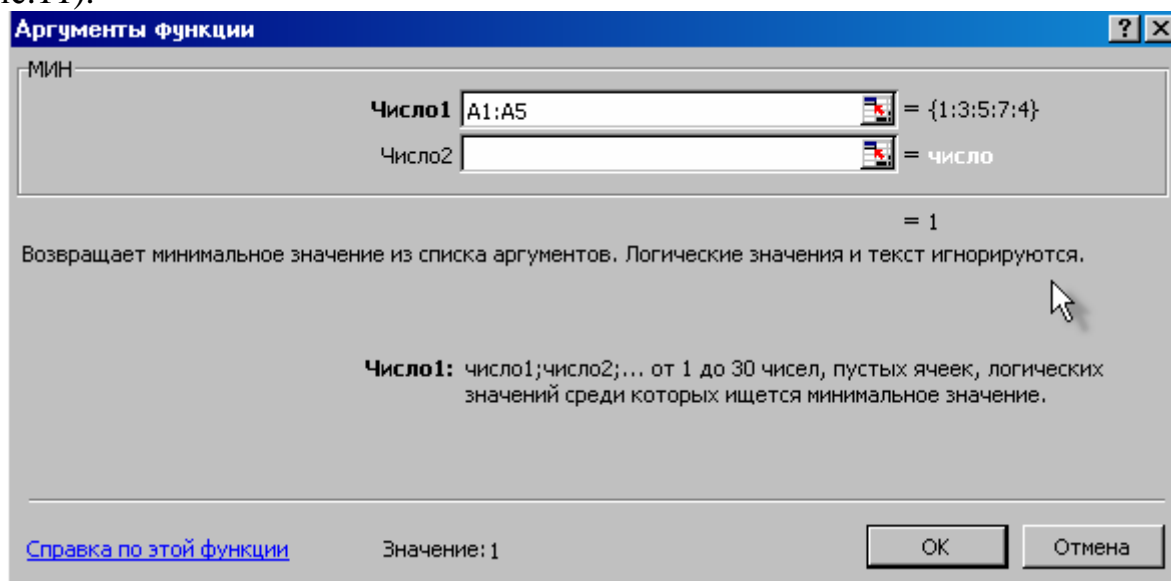 Аргументы функции
МИН
Число1 A1:A5 = {1:3:5:7:4}
Число2 = число
= 1
Возвращает минимальное значение из списка аргументов. Логические значения и текст игнорируются.
Число1: число1;число2;... от 1 до 30 чисел, пустых ячеек, логических
значений среди которых ищется минимальное значение.
Справка по этой функции Значение:1 ОК Отмена